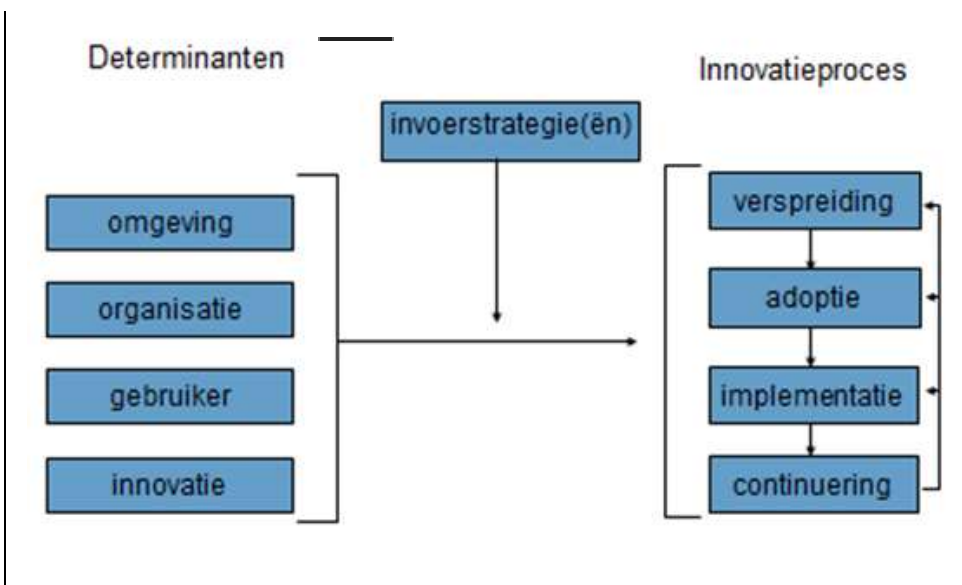 Determinanten
Innovatieproces
invoerstrategie(ën)
omgeving
organisatie
gebruiker
innovatie
verspreiding
adoptie
implementatie
continuering